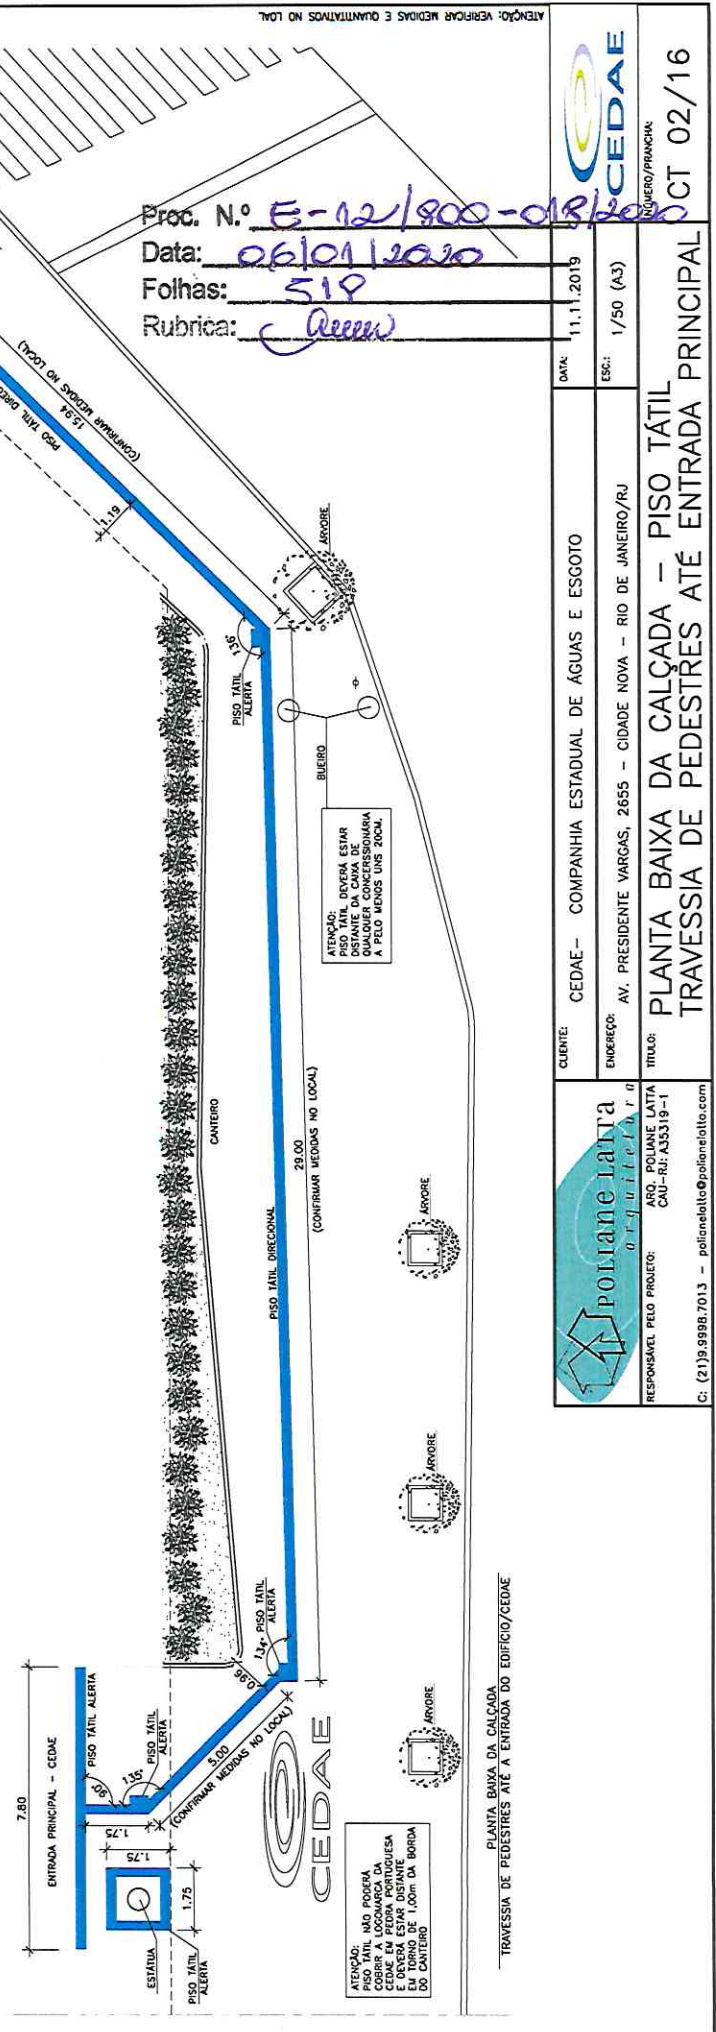 ATENÇÃO: VERIFICAR MEDIDAS E QUANTITATIVOS NO LOAL
Proc. N.º E-12/800-018/2020
Data: 06/01/2020
Folhas: 518
Rubrica:
PISO TÁTIL
15.94
(CONFIRMAR MEDIDAS NO LOCAL)
1.19
136°
PISO TÁTIL
ALERTA
ÁRVORE
BUEIRO
ATENÇÃO:
PISO TÁTIL DEVERÁ ESTAR
DISTANTE DA CAIXA DE
QUALQUER CONCERSSIONÁRIA
A PELO MENOS UNS 20CM.
CANTEIRO
PISO TÁTIL DIRECIONAL
29.00
(CONFIRMAR MEDIDAS NO LOCAL)
ÁRVORE
ÁRVORE
ÁRVORE
134°
PISO TÁTIL
ALERTA
0.96
5.00
(CONFIRMAR MEDIDAS NO LOCAL)
7.80
ENTRADA PRINCIPAL - CEDAE
PISO TÁTIL ALERTA
90°
135°
PISO TÁTIL
ALERTA
1.75
1.75
1.75
ESTÁTUA
PISO TÁTIL
ALERTA
CEDAE
ATENÇÃO:
PISO TÁTIL NÃO PODERÁ
COBRIR A LOGOMARCA DA
CEDAE EM PEDRA PORTUGUESA
E DEVERÁ ESTAR DISTANTE
EM TORNO DE 1,00m DA BORDA
DO CANTEIRO
PLANTA BAIXA DA CALÇADA
TRAVESSIA DE PEDESTRES ATÉ A ENTRADA DO EDIFÍCIO/CEDAE
POLIANE LATTA
arquitetura
RESPONSÁVEL PELO PROJETO:
ARQ. POLIANE LATTA
CAU-RJ: A35319-1
C: (21)9.9998.7013 - polianelatta@polianelatta.com
CLIENTE:
CEDAE- COMPANHIA ESTADUAL DE ÁGUAS E ESGOTO
ENDEREÇO:
AV. PRESIDENTE VARGAS, 2655 - CIDADE NOVA - RIO DE JANEIRO/RJ
TÍTULO:
PLANTA BAIXA DA CALÇADA - PISO TÁTIL
TRAVESSIA DE PEDESTRES ATÉ ENTRADA PRINCIPAL
DATA:
11.11.2019
ESC.:
1/50 (A3)
CEDAE
NÚMERO/PRANCHA:
CT 02/16